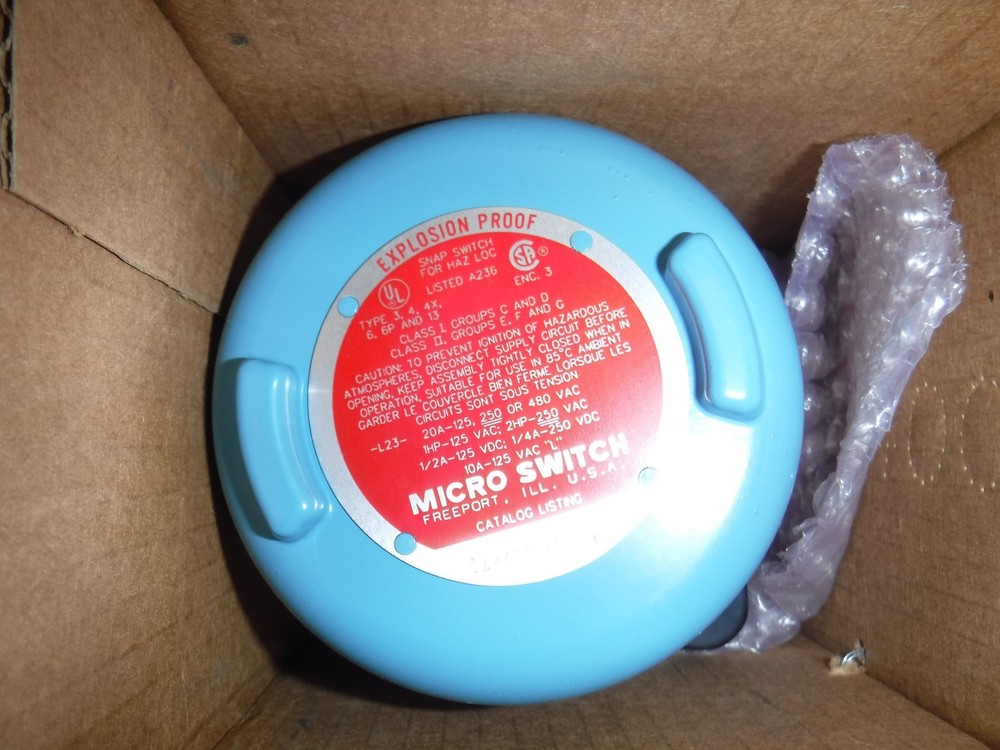 EXPLOSION PROOF
SNAP SWITCH
FOR HAZ LOC
UL
LISTED A236
SA ®
ENC. 3
TYPE 3, 4, 4X,
6, 6P AND 13
CLASS I GROUPS C AND D
CLASS II GROUPS E, F AND G
CAUTION: TO PREVENT IGNITION OF HAZARDOUS
ATMOSPHERES, DISCONNECT SUPPLY CIRCUIT BEFORE
OPENING, KEEP ASSEMBLY TIGHTLY CLOSED WHEN IN
OPERATION, SUITABLE FOR USE IN 85°C AMBIENT
GARDER LE COUVERCLE BIEN FERME LORSQUE LES
CIRCUITS SONT SOUS TENSION
-L23- 20A-125, 250 OR 480 VAC
1HP-125 VAC; 2HP-250 VAC
1/2A-125 VDC; 1/4A-250 VDC
10A-125 VAC "L"
MICRO SWITCH
FREEPORT, ILL. U.S.A.
CATALOG LISTING